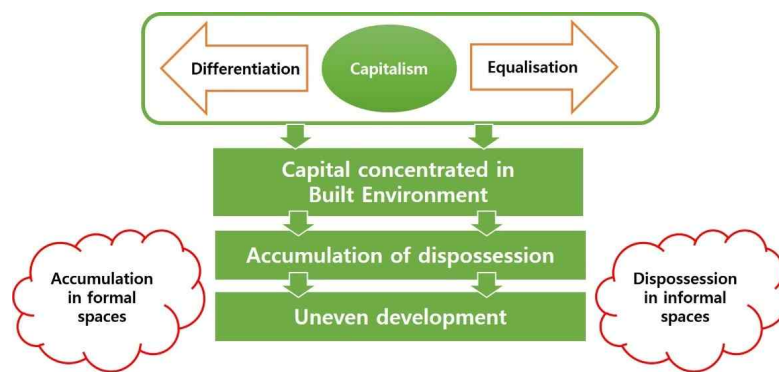 Differentiation
Capitalism
Equalisation
Capital concentrated in
Built Environment
Accumulation of dispossession
Uneven development
Accumulation
in formal
spaces
Dispossession
in informal
spaces